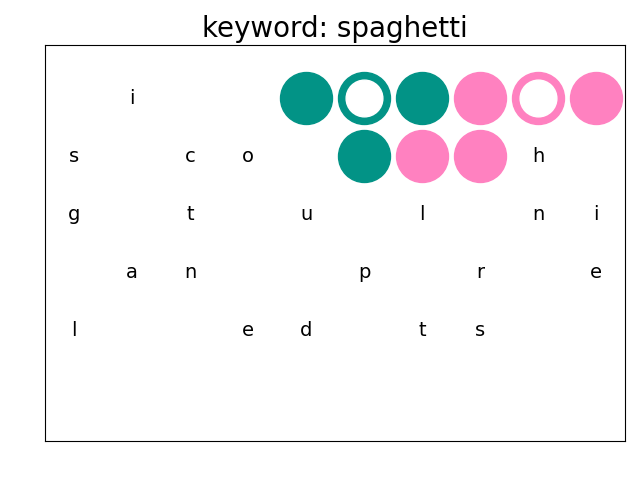 keyword: spaghetti
i
s c o h
g t u l n i
a n p r e
l e d t s